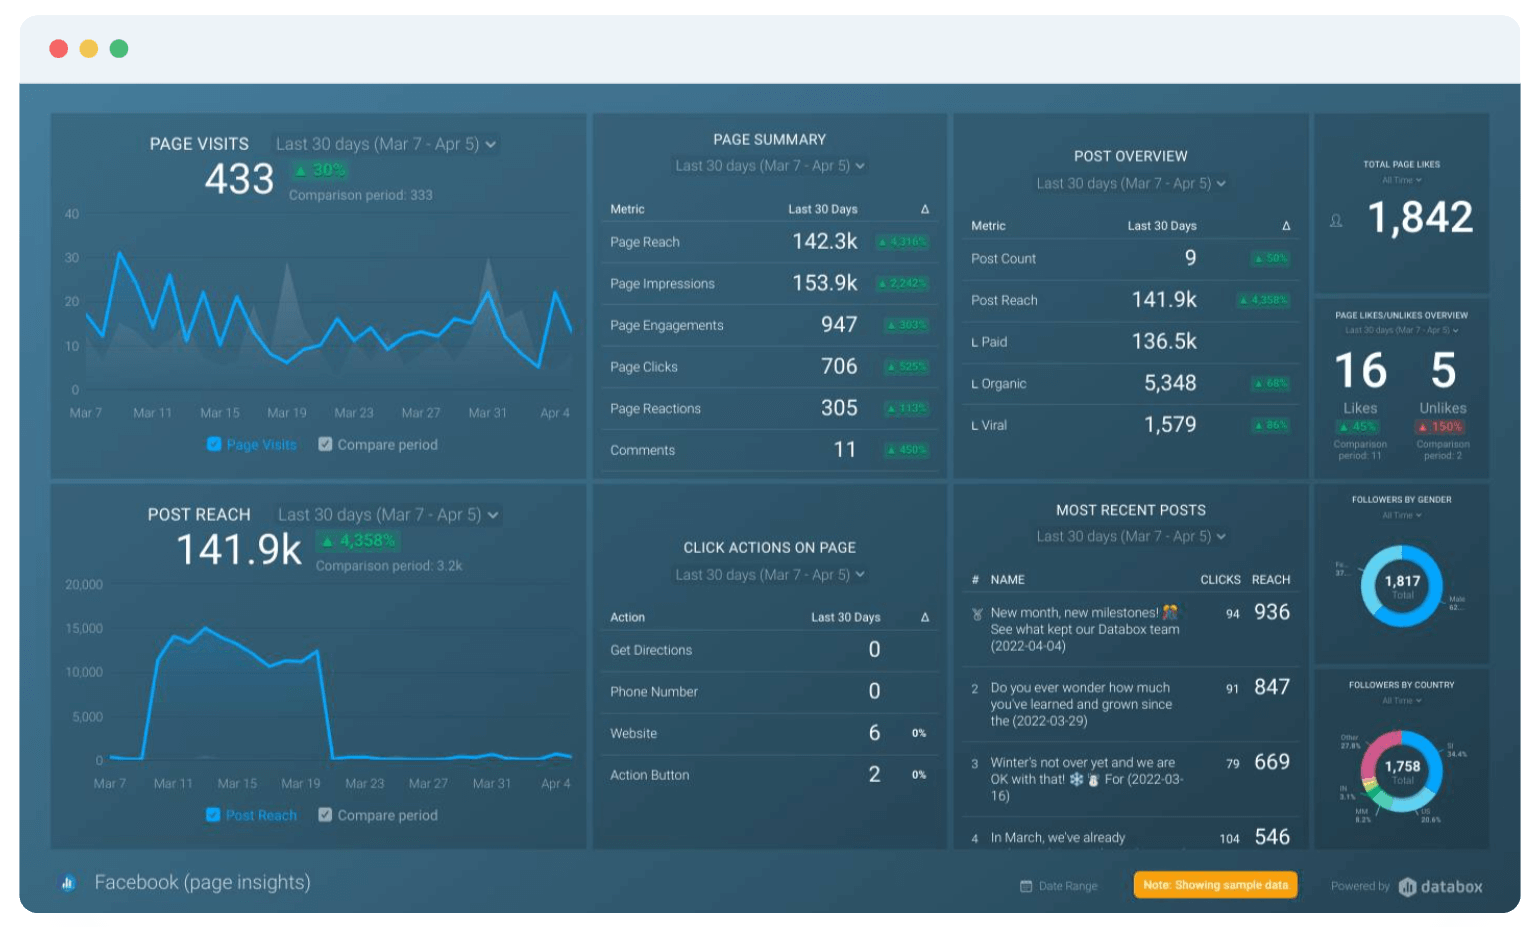 PAGE VISITS Last 30 days (Mar 7 - Apr 5)
433 ▲ 30%
Comparison period: 333
40
30
20
10
0
Mar 7 Mar 11 Mar 15 Mar 19 Mar 23 Mar 27 Mar 31 Apr 4
Page Visits Compare period
PAGE SUMMARY
Last 30 days (Mar 7 - Apr 5)
Metric Last 30 Days Δ
Page Reach 142.3k ▲ 4,316%
Page Impressions 153.9k ▲ 2,242%
Page Engagements 947 ▲ 303%
Page Clicks 706 ▲ 525%
Page Reactions 305 ▲ 113%
Comments 11 ▲ 450%
POST OVERVIEW
Last 30 days (Mar 7 - Apr 5)
Metric Last 30 Days Δ
Post Count 9 ▲ 50%
Post Reach 141.9k ▲ 4,358%
L Paid 136.5k
L Organic 5,348 ▲ 68%
L Viral 1,579 ▲ 86%
TOTAL PAGE LIKES
All Time
1,842
PAGE LIKES/UNLIKES OVERVIEW
Last 30 days (Mar 7 - Apr 5)
16 5
Likes Unlikes
▲ 45% ▲ 150%
Comparison Comparison
period: 11 period: 2
POST REACH Last 30 days (Mar 7 - Apr 5)
141.9k ▲ 4,358%
Comparison period: 3.2k
20,000
15,000
10,000
5,000
0
Mar 7 Mar 11 Mar 15 Mar 19 Mar 23 Mar 27 Mar 31 Apr 4
Post Reach Compare period
CLICK ACTIONS ON PAGE
Last 30 days (Mar 7 - Apr 5)
Action Last 30 Days Δ
Get Directions 0
Phone Number 0
Website 6 0%
Action Button 2 0%
MOST RECENT POSTS
Last 30 days (Mar 7 - Apr 5)
# NAME CLICKS REACH
New month, new milestones! 🎊 94 936
See what kept our Databox team
(2022-04-04)
2 Do you ever wonder how much 91 847
you've learned and grown since
the (2022-03-29)
3 Winter's not over yet and we are 79 669
OK with that! ❄️ ⛄ For (2022-03-
16)
4 In March, we've already 104 546
FOLLOWERS BY GENDER
All Time
1,817
Total
Fe...
37...
Male
62...
FOLLOWERS BY COUNTRY
All Time
1,758
Total
Other
27.8%
SI
34.4%
IN
3.1%
MM
8.2%
US
20.6%
Facebook (page insights)
Date Range
Note: Showing sample data
Powered by databox